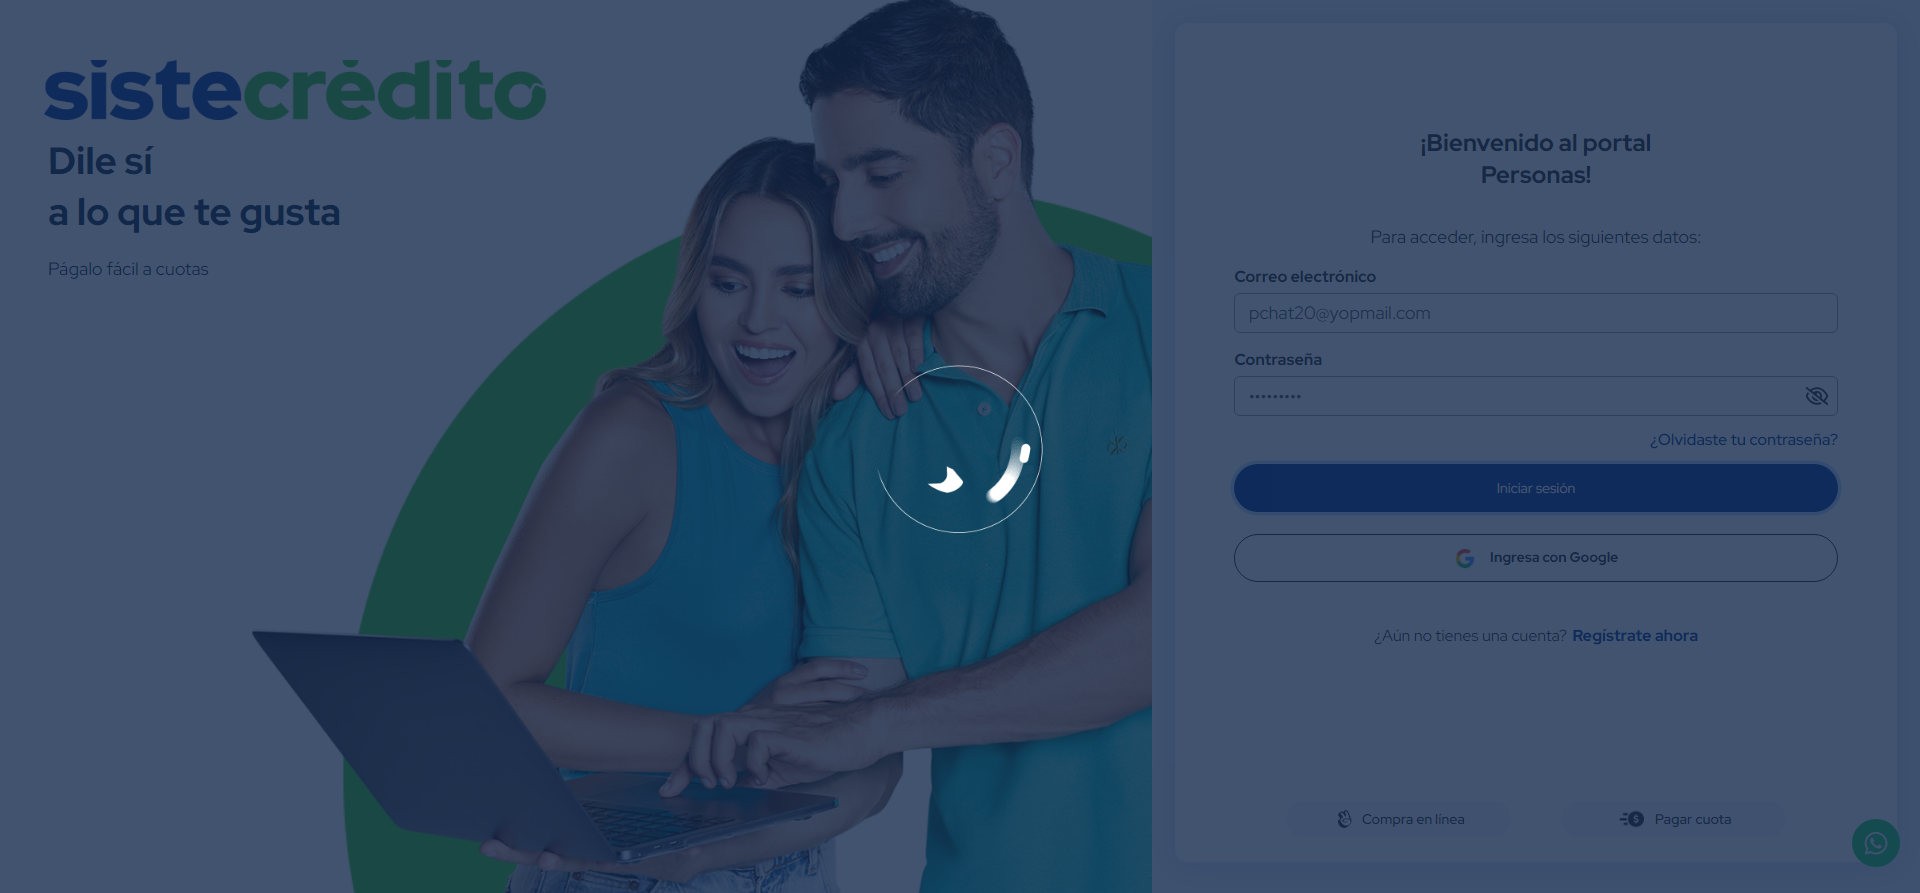 sistecrédito
Dile sí
a lo que te gusta
Págalo fácil a cuotas
¡Bienvenido al portal
Personas!
Para acceder, ingresa los siguientes datos:
Correo electrónico
pchat20@yopmail.com
Contraseña
•••••••••
¿Olvidaste tu contraseña?
Iniciar sesión
Ingresa con Google
¿Aún no tienes una cuenta? Regístrate ahora
Compra en línea
Pagar cuota